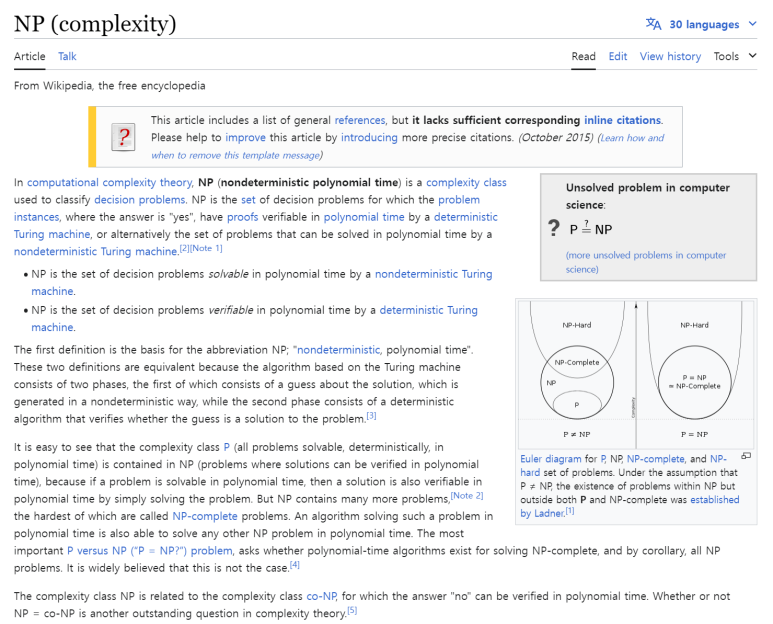 NP (complexity)
30 languages
Article Talk Read Edit View history Tools
From Wikipedia, the free encyclopedia
This article includes a list of general references, but it lacks sufficient corresponding inline citations.
Please help to improve this article by introducing more precise citations. (October 2015) (Learn how and
when to remove this template message)
In computational complexity theory, NP (nondeterministic polynomial time) is a complexity class
used to classify decision problems. NP is the set of decision problems for which the problem
instances, where the answer is "yes", have proofs verifiable in polynomial time by a deterministic
Turing machine, or alternatively the set of problems that can be solved in polynomial time by a
nondeterministic Turing machine.[2][Note 1]
• NP is the set of decision problems solvable in polynomial time by a nondeterministic Turing
machine.
• NP is the set of decision problems verifiable in polynomial time by a deterministic Turing
machine.
The first definition is the basis for the abbreviation NP; "nondeterministic, polynomial time".
These two definitions are equivalent because the algorithm based on the Turing machine
consists of two phases, the first of which consists of a guess about the solution, which is
generated in a nondeterministic way, while the second phase consists of a deterministic
algorithm that verifies whether the guess is a solution to the problem.[3]
It is easy to see that the complexity class P (all problems solvable, deterministically, in
polynomial time) is contained in NP (problems where solutions can be verified in polynomial
time), because if a problem is solvable in polynomial time, then a solution is also verifiable in
polynomial time by simply solving the problem. But NP contains many more problems,[Note 2]
the hardest of which are called NP-complete problems. An algorithm solving such a problem in
polynomial time is also able to solve any other NP problem in polynomial time. The most
important P versus NP ("P = NP?") problem, asks whether polynomial-time algorithms exist for solving NP-complete, and by corollary, all NP
problems. It is widely believed that this is not the case.[4]
The complexity class NP is related to the complexity class co-NP, for which the answer "no" can be verified in polynomial time. Whether or not
NP = co-NP is another outstanding question in complexity theory.[5]
Unsolved problem in computer
science:
? P ≟ NP
(more unsolved problems in computer
science)
NP-Hard
NP-Complete
NP
P
P ≠ NP
Complexity
NP-Hard
P = NP
= NP-Complete
P = NP
Euler diagram for P, NP, NP-complete, and NP-
hard set of problems. Under the assumption that
P ≠ NP, the existence of problems within NP but
outside both P and NP-complete was established
by Ladner.[1]